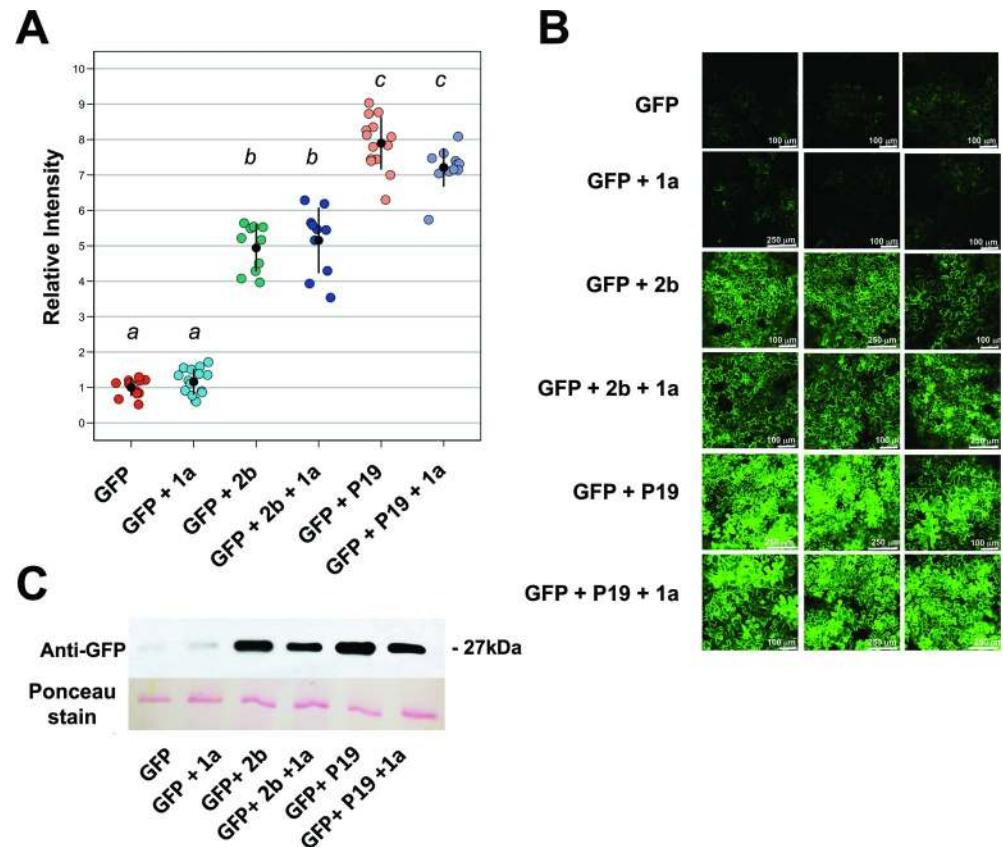 A
10
9
8
7
6
5
4
3
2
1
0
Relative Intensity
a
a
b
b
c
c
GFP
GFP + 1a
GFP + 2b
GFP + 2b + 1a
GFP + P19
GFP + P19 + 1a
B
GFP
100 µm
100 µm
100 µm
GFP + 1a
250 µm
100 µm
100 µm
GFP + 2b
100 µm
250 µm
100 µm
GFP + 2b + 1a
100 µm
100 µm
250 µm
GFP + P19
250 µm
250 µm
100 µm
GFP + P19 + 1a
100 µm
250 µm
250 µm
C
Anti-GFP
- 27kDa
Ponceau
stain
GFP
GFP + 1a
GFP+ 2b
GFP+ 2b +1a
GFP+ P19
GFP+ P19 +1a